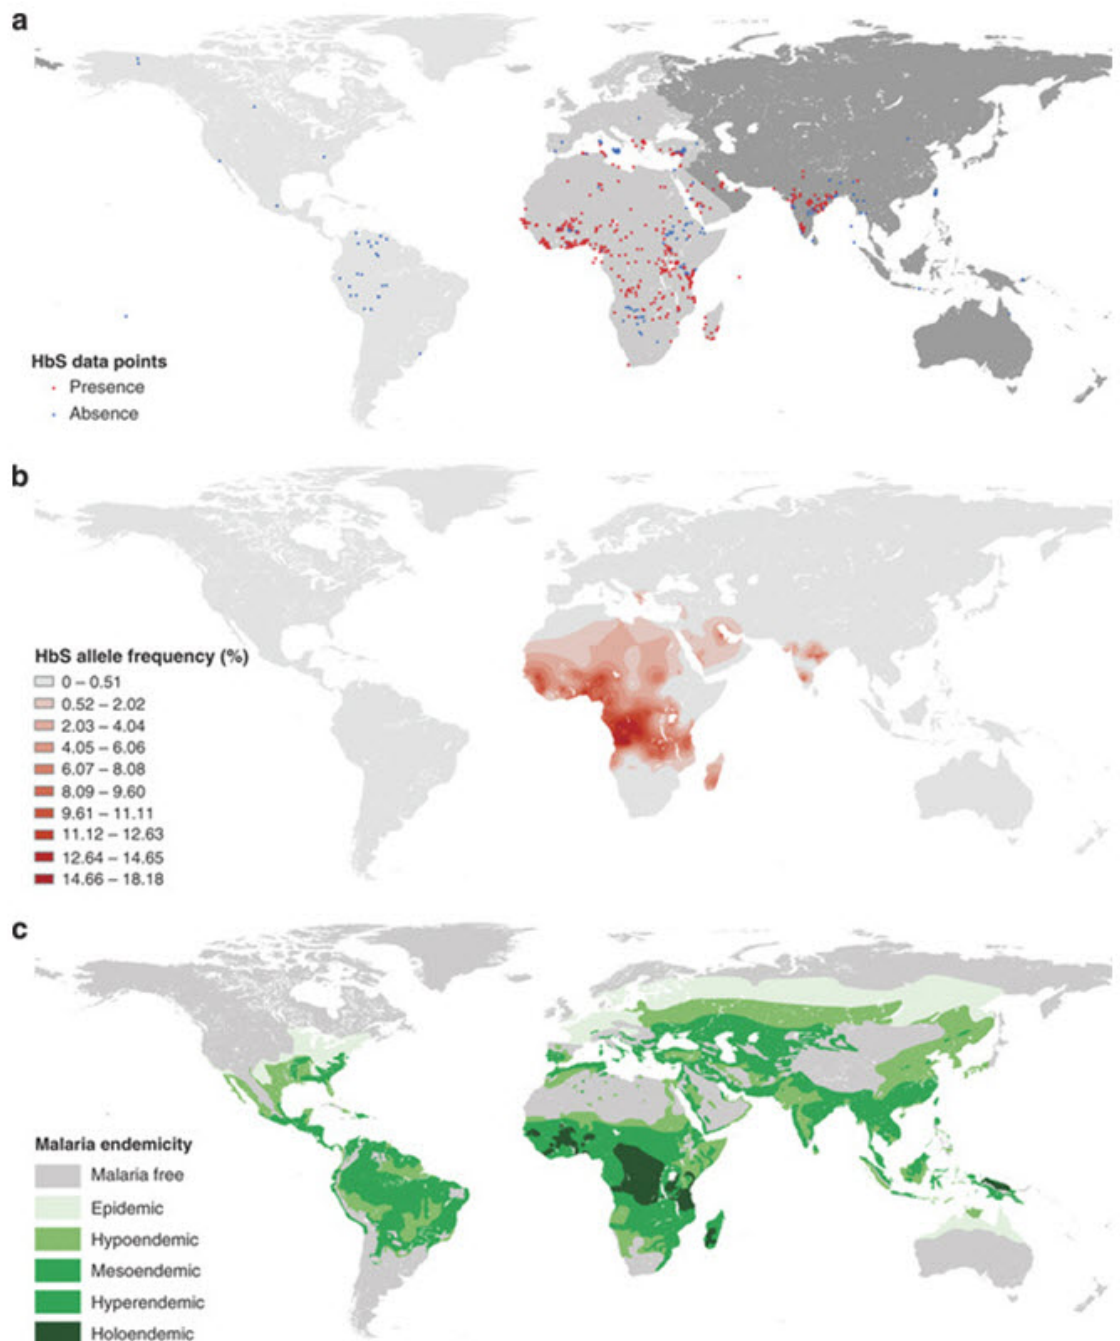 a
HbS data points
Presence
Absence
b
HbS allele frequency (%)
0 – 0.51
0.52 – 2.02
2.03 – 4.04
4.05 – 6.06
6.07 – 8.08
8.09 – 9.60
9.61 – 11.11
11.12 – 12.63
12.64 – 14.65
14.66 – 18.18
c
Malaria endemicity
Malaria free
Epidemic
Hypoendemic
Mesoendemic
Hyperendemic
Holoendemic